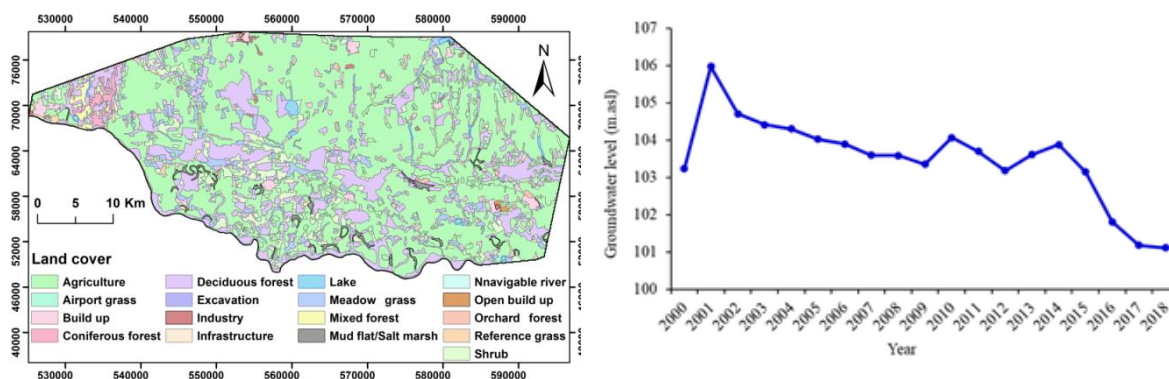 530000 540000 550000 560000 570000 580000 590000
N
76000
70000
64000
58000
52000
46000
40000
0 5 10 Km
Land cover
Agriculture
Airport grass
Build up
Coniferous forest
Deciduous forest
Excavation
Industry
Infrastructure
Lake
Meadow grass
Mixed forest
Mud flat/Salt marsh
Nnavigable river
Open build up
Orchard forest
Reference grass
Shrub
530000 540000 550000 560000 570000 580000 590000
Groundwater level (m.asl)
107
106
105
104
103
102
101
100
2000 2001 2002 2003 2004 2005 2006 2007 2008 2009 2010 2011 2012 2013 2014 2015 2016 2017 2018
Year